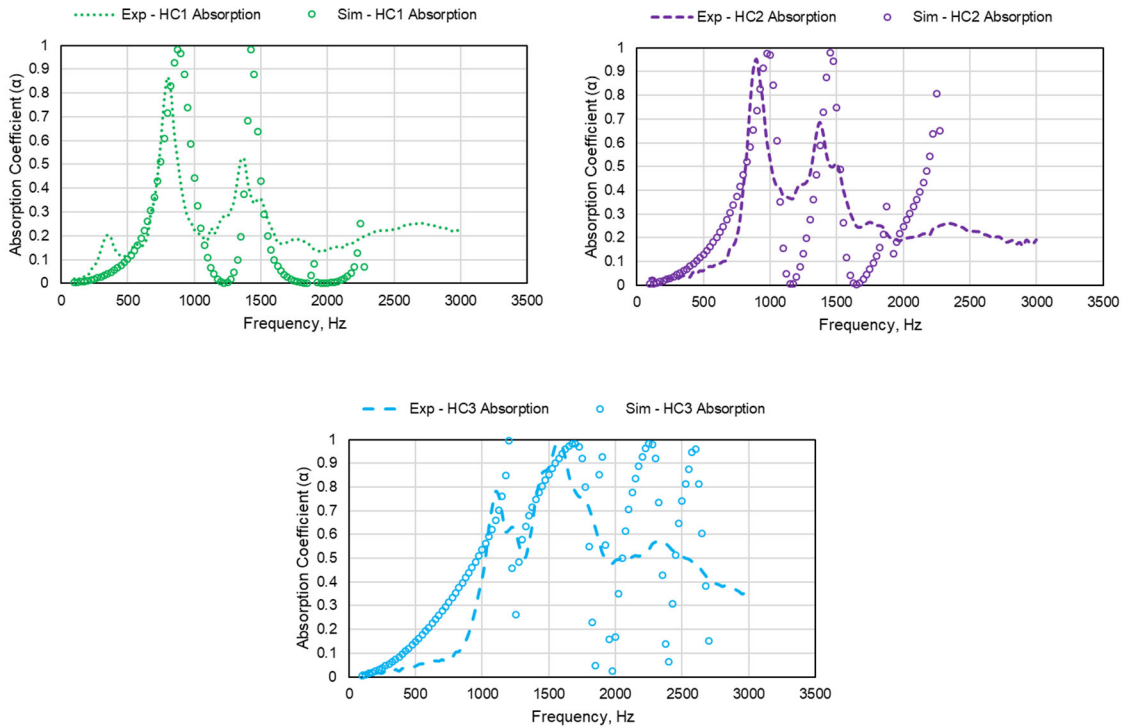 Exp - HC1 Absorption
Sim - HC1 Absorption
Absorption Coefficient (α)
1
0.9
0.8
0.7
0.6
0.5
0.4
0.3
0.2
0.1
0
0 500 1000 1500 2000 2500 3000 3500
Frequency, Hz
Exp - HC2 Absorption
Sim - HC2 Absorption
Absorption Coefficient (α)
1
0.9
0.8
0.7
0.6
0.5
0.4
0.3
0.2
0.1
0
0 500 1000 1500 2000 2500 3000 3500
Frequency, Hz
Exp - HC3 Absorption
Sim - HC3 Absorption
Absorption Coefficient (α)
1
0.9
0.8
0.7
0.6
0.5
0.4
0.3
0.2
0.1
0
0 500 1000 1500 2000 2500 3000 3500
Frequency, Hz